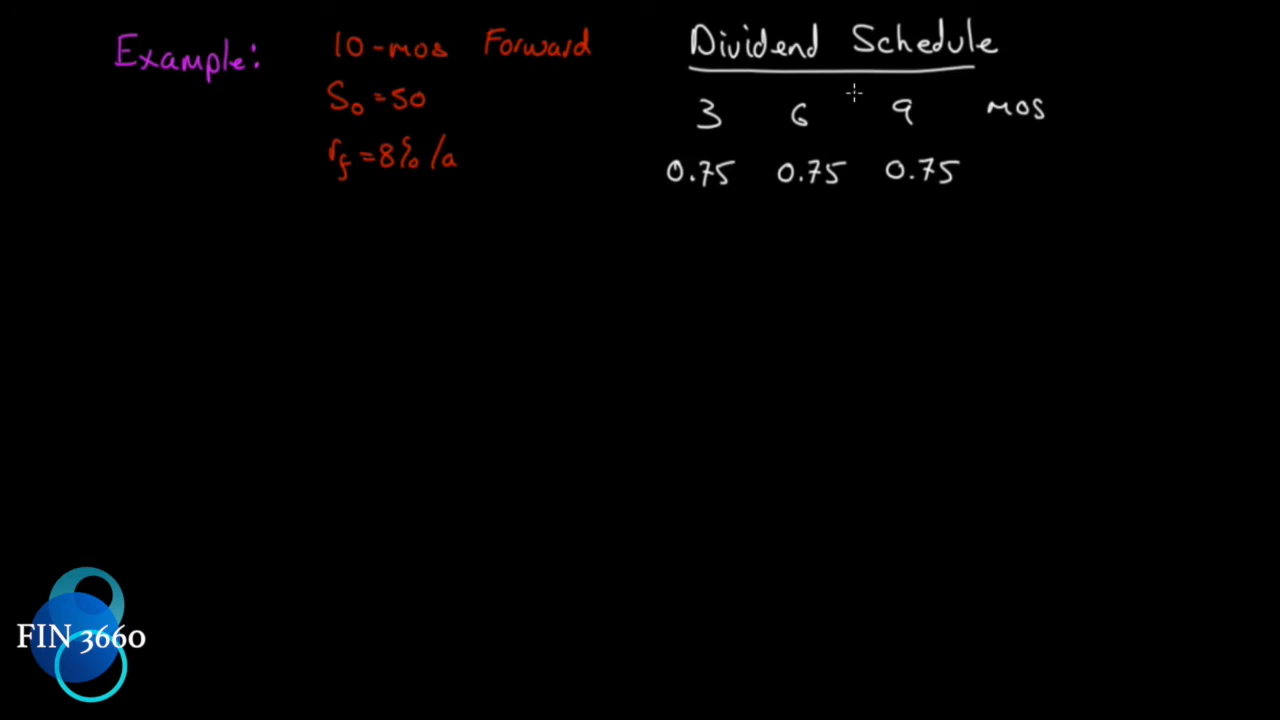 Example:
10-mos Forward
S₀ = 50
r_f = 8% /a
Dividend Schedule
3 6 9 mos
0.75 0.75 0.75
FIN 3660